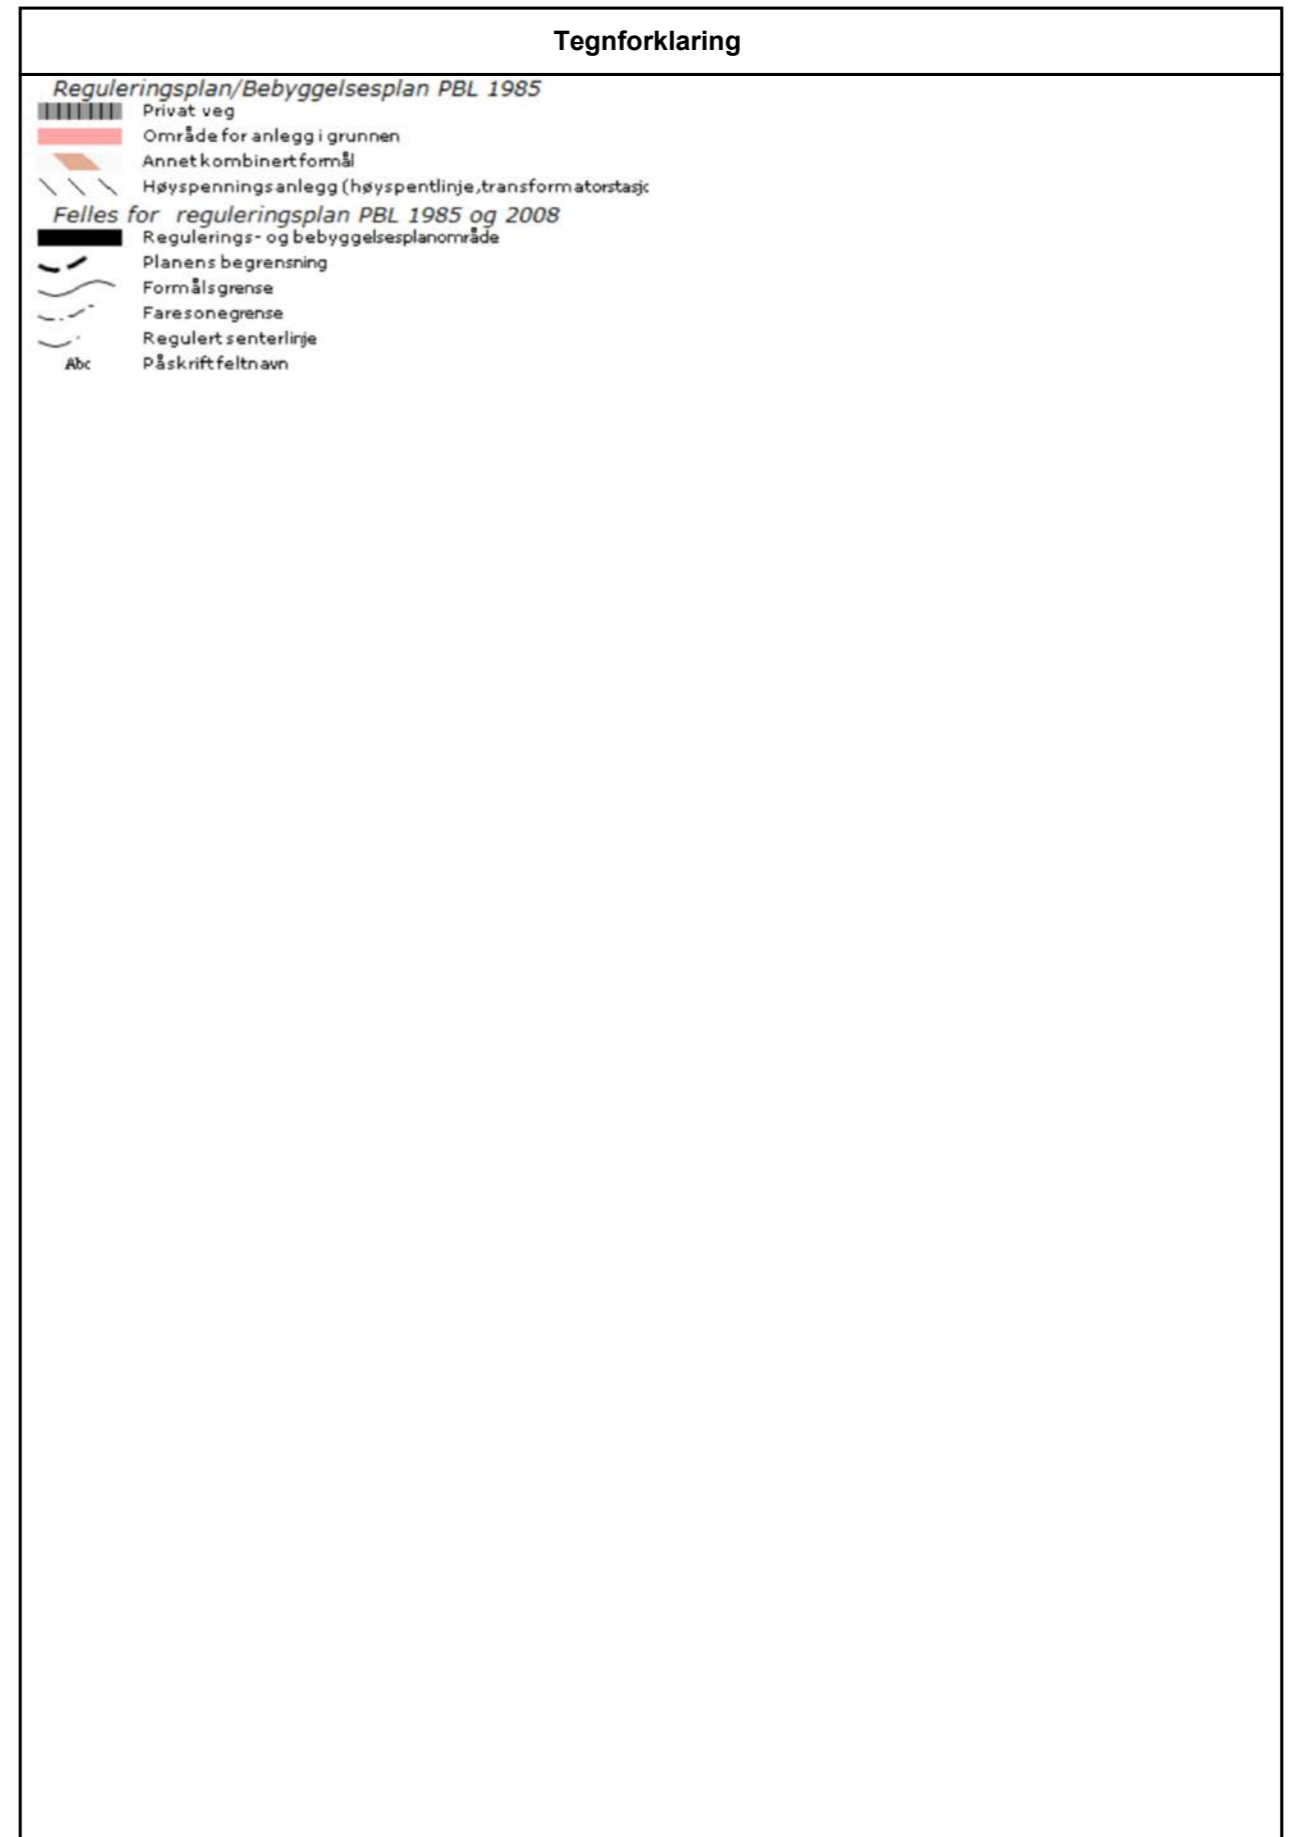 Tegnforklaring
Reguleringsplan/Bebyggelsesplan PBL 1985
Privat veg
Område for anlegg i grunnen
Annet kombinert formål
Høyspenningsanlegg (høyspentlinje,transformatorstasjc
Felles for reguleringsplan PBL 1985 og 2008
Regulerings- og bebyggelsesplanområde
Planens begrensning
Formålsgrense
Faresonegrense
Regulert senterlinje
Abc Påskrift feltnavn